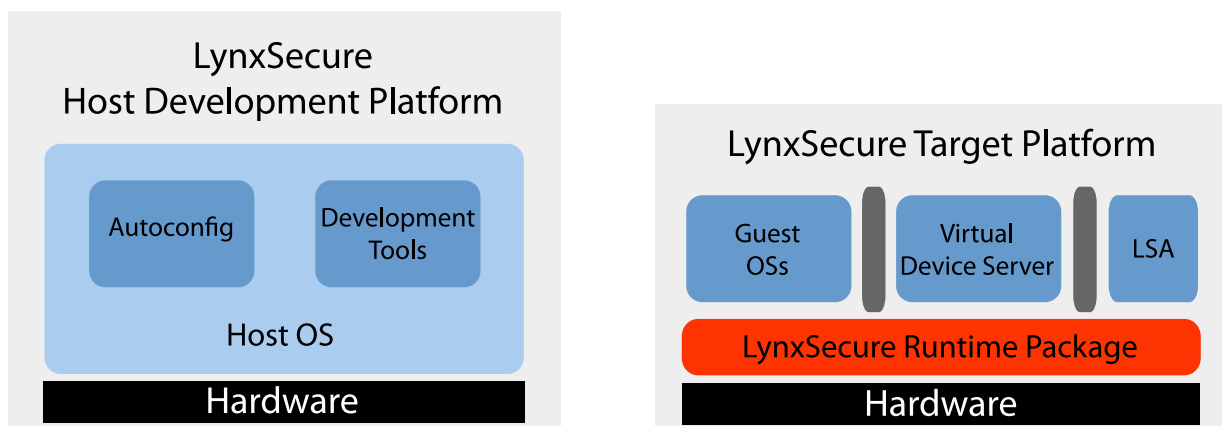 LynxSecure
Host Development Platform
Autoconfig
Development
Tools
Host OS
Hardware
LynxSecure Target Platform
Guest
OSs
Virtual
Device Server
LSA
LynxSecure Runtime Package
Hardware